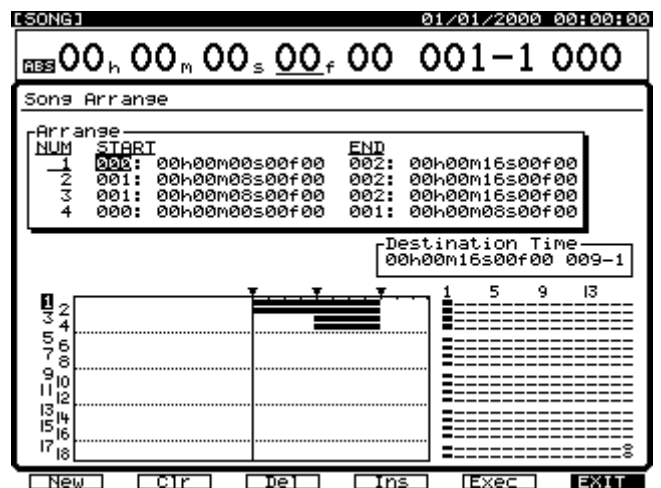 [SONG] 01/01/2000 00:00:00
ABS 00h 00m 00s 00f 00 001-1 000
Song Arrange
Arrange
NUM START END
1 000: 00h00m00s00f00 002: 00h00m16s00f00
2 001: 00h00m08s00f00 002: 00h00m16s00f00
3 001: 00h00m08s00f00 002: 00h00m16s00f00
4 000: 00h00m00s00f00 001: 00h00m08s00f00
Destination Time
00h00m16s00f00 009-1
1 5 9 13
1
2
3
4
5
6
7
8
9
10
11
12
13
14
15
16
17
18
8
New Clr Del Ins Exec EXIT